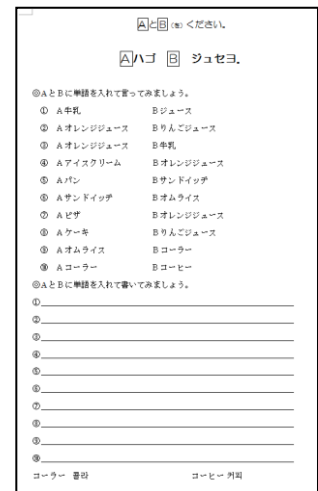 AとB(を)ください。
Aハゴ B ジュセヨ.
◎AとBに単語を入れて言ってみましょう。
① A牛乳 Bジュース
② Aオレンジジュース Bりんごジュース
③ Aオレンジジュース B牛乳
④ Aアイスクリーム Bオレンジジュース
⑤ Aパン Bサンドイッチ
⑥ Aサンドイッチ Bオムライス
⑦ Aピザ Bオレンジジュース
⑧ Aケーキ Bりんごジュース
⑨ Aオムライス Bコーラー
⑩ Aコーラー Bコーヒー
◎AとBに単語を入れて書いてみましょう。
①
②
③
④
⑤
⑥
⑦
⑧
⑨
⑩
コーラー 콜라 コーヒー 커피